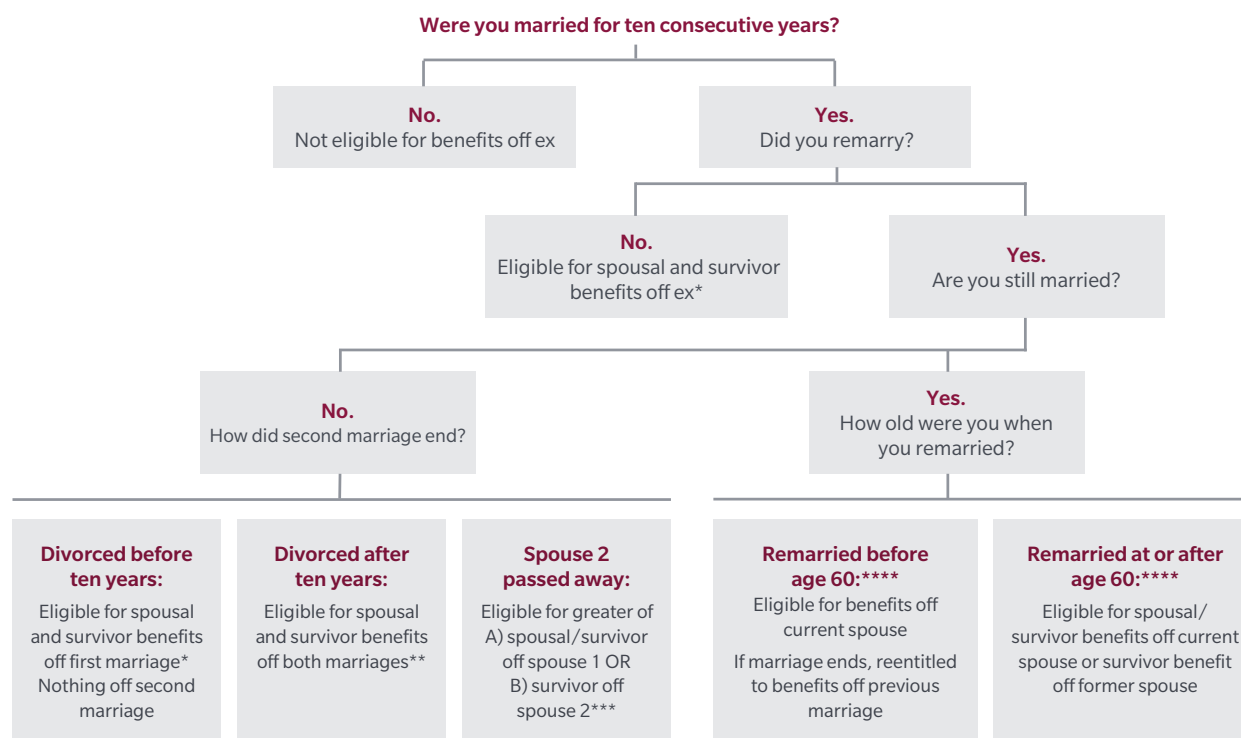 Were you married for ten consecutive years?
No.
Not eligible for benefits off ex
Yes.
Did you remarry?
No.
Eligible for spousal and survivor
benefits off ex*
Yes.
Are you still married?
No.
How did second marriage end?
Yes.
How old were you when
you remarried?
Divorced before
ten years:
Eligible for spousal
and survivor benefits
off first marriage*
Nothing off second
marriage
Divorced after
ten years:
Eligible for spousal
and survivor benefits
off both marriages**
Spouse 2
passed away:
Eligible for greater of
A) spousal/survivor
off spouse 1 OR
B) survivor off
spouse 2***
Remarried before
age 60:****
Eligible for benefits off
current spouse
If marriage ends, reentitled
to benefits off previous
marriage
Remarried at or after
age 60:****
Eligible for spousal/
survivor benefits off current
spouse or survivor benefit
off former spouse